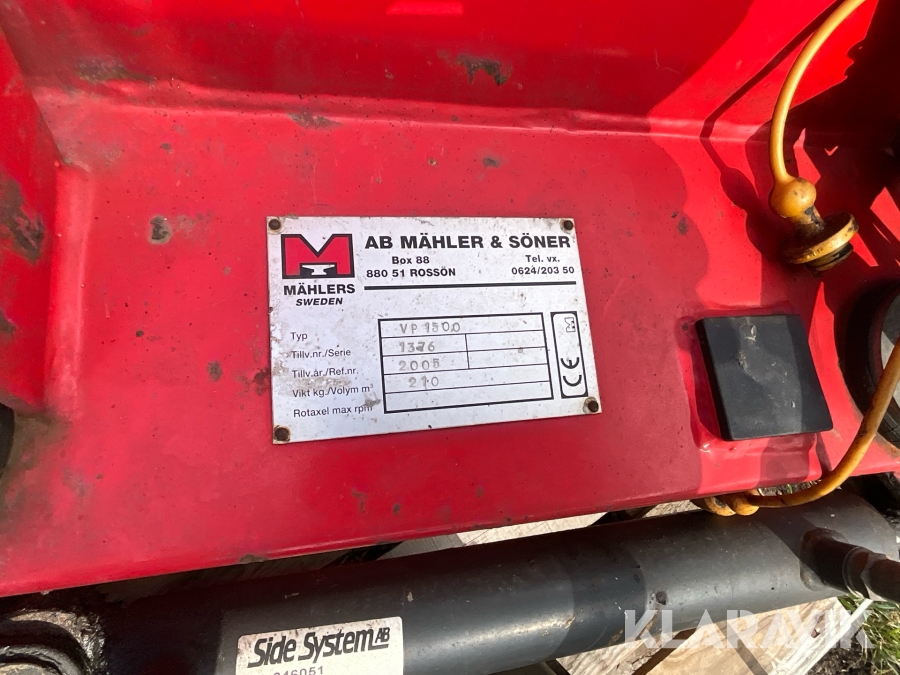 M
MÄHLERS
SWEDEN
AB MÄHLER & SÖNER
Box 88 Tel. vx.
880 51 ROSSÖN 0624/203 50
Typ VP 1500
Tillv.nr./Serie 1376
Tillv.år./Ref.nr. 2005
Vikt kg./Volym m³ 210
Rotaxel max rpm
CE
Side System AB
KLARAVIK